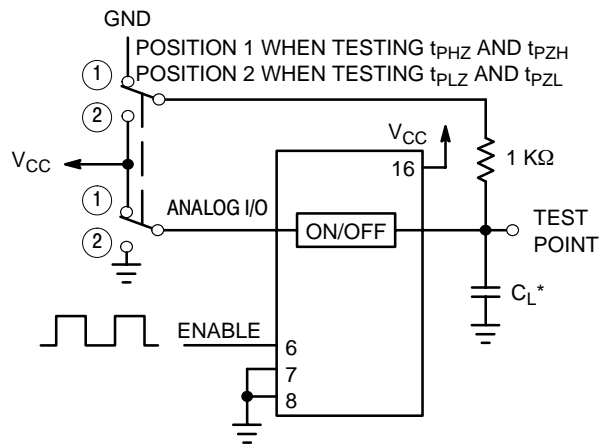 GND
POSITION 1 WHEN TESTING tPHZ AND tPZH
POSITION 2 WHEN TESTING tPLZ AND tPZL
1
2
VCC
1
2
ANALOG I/O
ON/OFF
VCC
16
1 KΩ
TEST
POINT
CL*
ENABLE
6
7
8